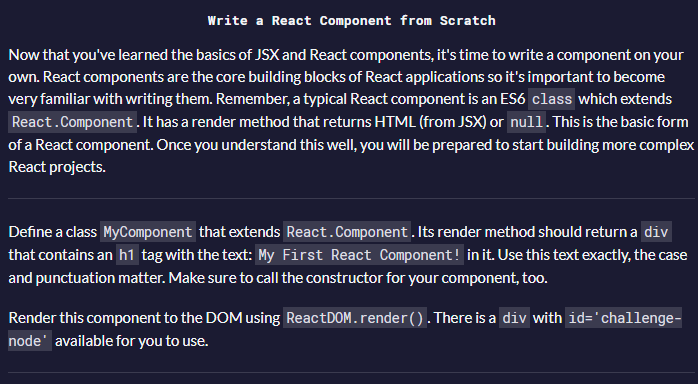 Write a React Component from Scratch
Now that you've learned the basics of JSX and React components, it's time to write a component on your
own. React components are the core building blocks of React applications so it's important to become
very familiar with writing them. Remember, a typical React component is an ES6 class which extends
React.Component. It has a render method that returns HTML (from JSX) or null. This is the basic form
of a React component. Once you understand this well, you will be prepared to start building more complex
React projects.
Define a class MyComponent that extends React.Component. Its render method should return a div
that contains an h1 tag with the text: My First React Component! in it. Use this text exactly, the case
and punctuation matter. Make sure to call the constructor for your component, too.
Render this component to the DOM using ReactDOM.render(). There is a div with id='challenge-
node' available for you to use.